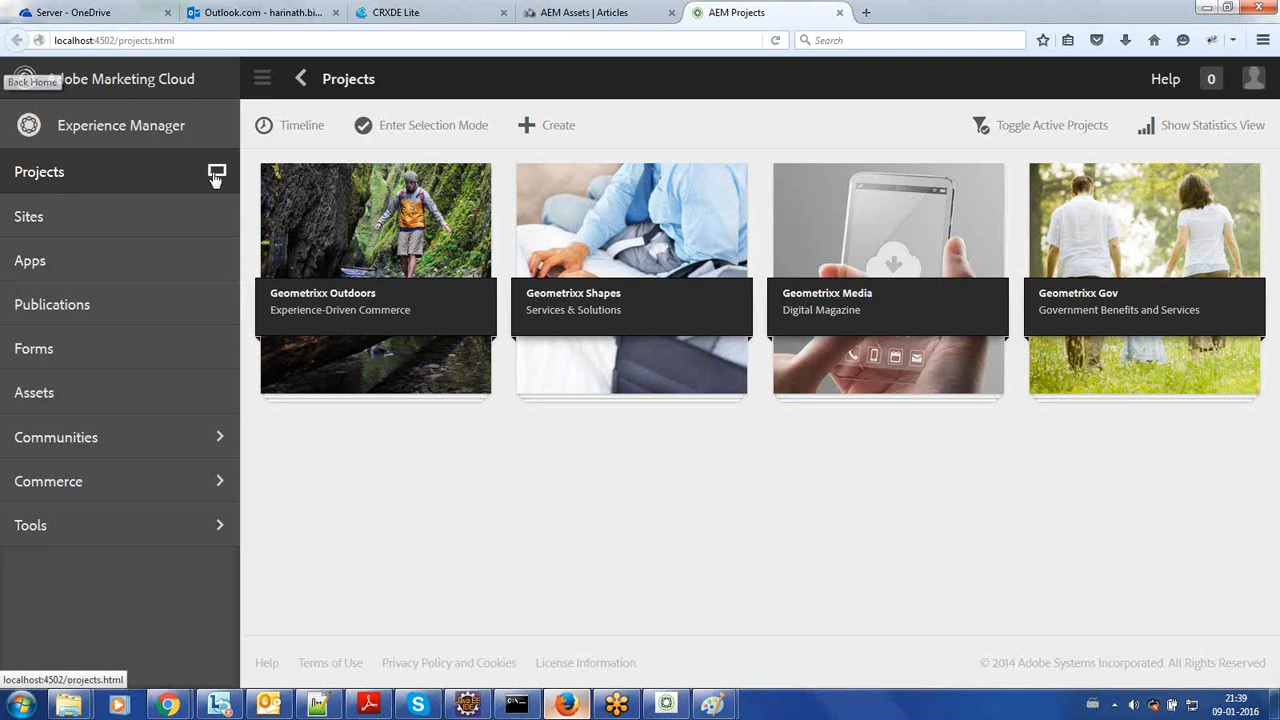 Server - OneDrive
Outlook.com - harinath.bi...
CRXDE Lite
AEM Assets | Articles
AEM Projects
localhost:4502/projects.html
Search
Back Home
dobe Marketing Cloud
Projects
Help
0
Experience Manager
Timeline
Enter Selection Mode
Create
Toggle Active Projects
Show Statistics View
Projects
Sites
Apps
Publications
Forms
Assets
Communities
Commerce
Tools
Geometrixx Outdoors
Experience-Driven Commerce
Geometrixx Shapes
Services & Solutions
Geometrixx Media
Digital Magazine
Geometrixx Gov
Government Benefits and Services
Help
Terms of Use
Privacy Policy and Cookies
License Information
© 2014 Adobe Systems Incorporated. All Rights Reserved
localhost:4502/projects.html
21:39
09-01-2016